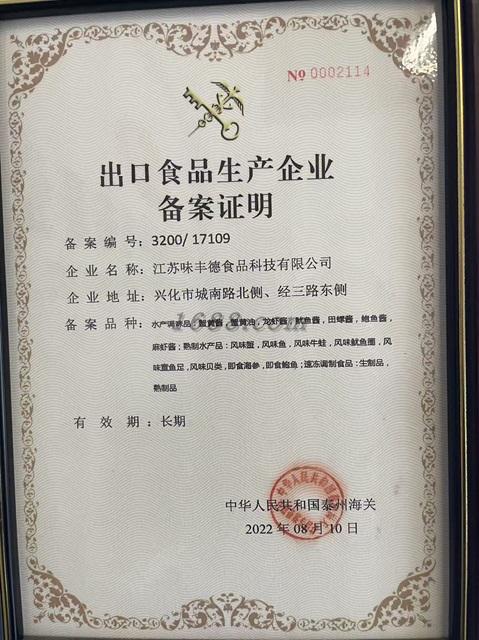 № 0002114
出口食品生产企业
备案证明
备案编号：3200/17109
企业名称：江苏味丰德食品科技有限公司
企业地址：兴化市城南路北侧、经三路东侧
备案品种：水产调味品：蟹黄酱，蟹黄油，龙虾酱，鱿鱼酱，田螺酱，鲍鱼酱，
麻虾酱；熟制水产品：风味蟹，风味鱼，风味牛蛙，风味鱿鱼圈，风
味章鱼足，风味贝类，即食海参，即食鲍鱼；速冻调制食品：生制品，
熟制品
1688.com
有效期：长期
中华人民共和国泰州海关
2022年08月10日